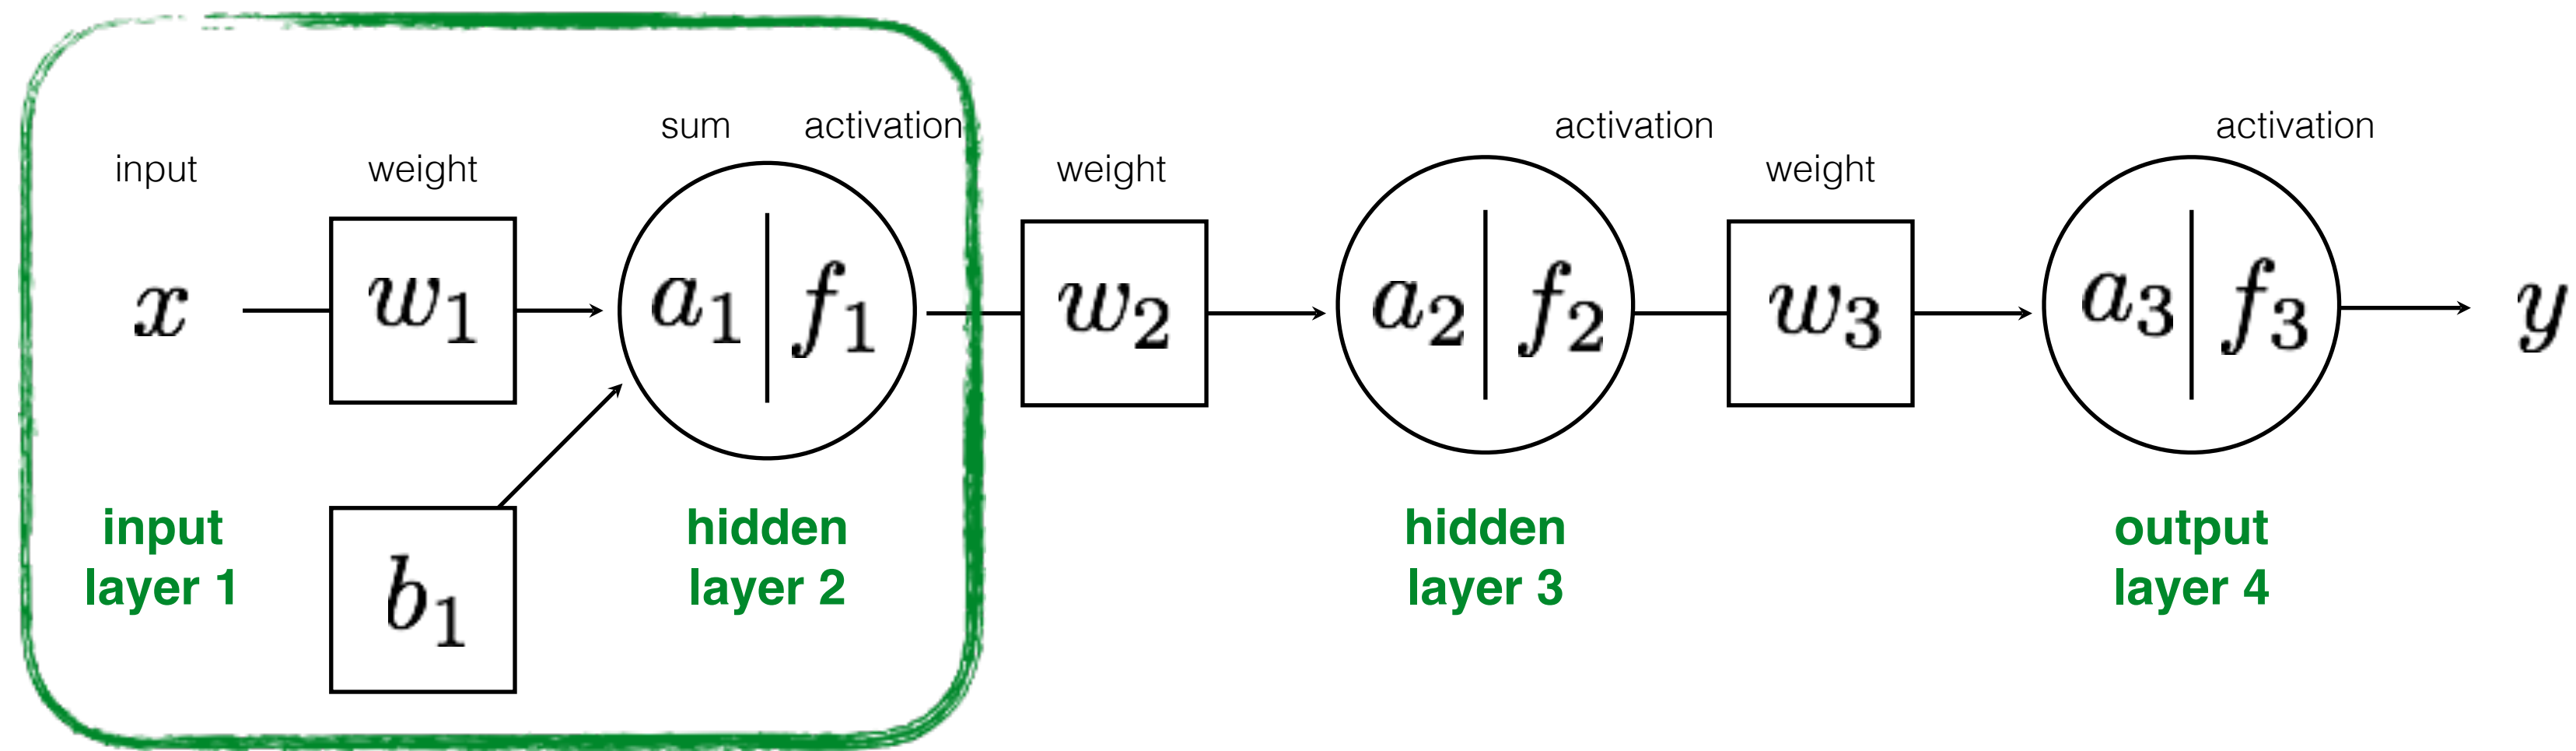 sum activation activation activation
input weight weight weight
x w₁ a₁ f₁ w₂ a₂ f₂ w₃ a₃ f₃ y
input hidden hidden output
layer 1 layer 2 layer 3 layer 4
b₁